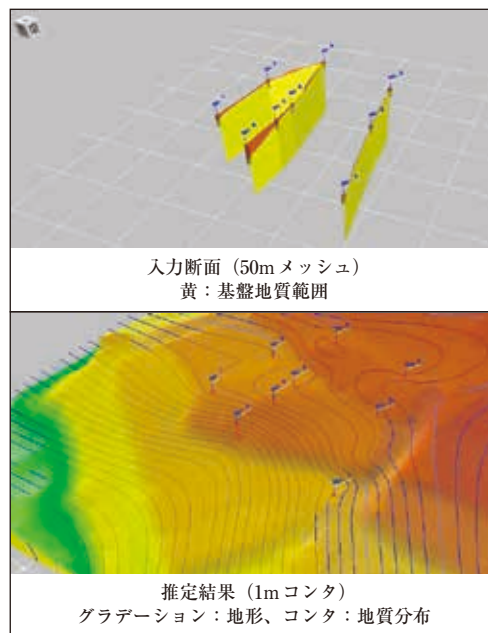 入力断面（50mメッシュ）
黄：基盤地質範囲
推定結果（1mコンタ）
グラデーション：地形、コンタ：地質分布